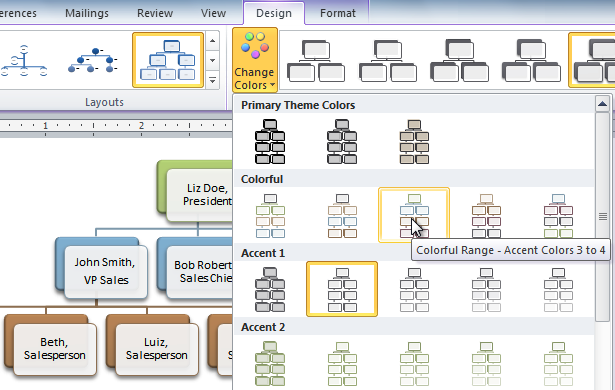 erences Mailings Review View Design Format
Change
Colors
Layouts
Primary Theme Colors
1 2
Colorful
Liz Doe,
President
Colorful Range - Accent Colors 3 to 4
Accent 1
John Smith,
VP Sales
Bob Robert
Sales Chie
Accent 2
Beth,
Salesperson
Luiz,
Salesperson
S